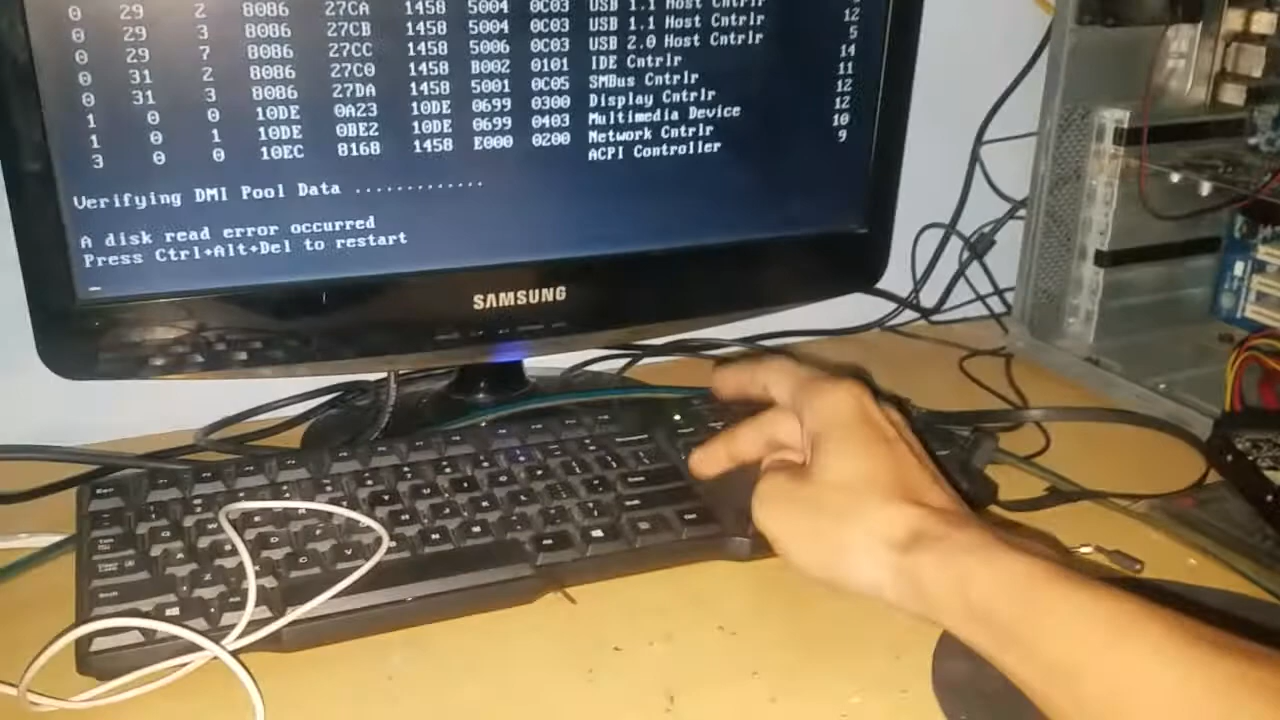 0 29 2 8086 27CA 1458 5004 0C03 USB 1.1 Host Cntrlr
0 29 3 8086 27CB 1458 5004 0C03 USB 1.1 Host Cntrlr 12
0 29 7 8086 27CC 1458 5006 0C03 USB 2.0 Host Cntrlr 5
0 31 2 8086 27C0 1458 B002 0101 IDE Cntrlr 14
0 31 3 8086 27DA 1458 5001 0C05 SMBus Cntrlr 11
1 0 0 10DE 0A23 10DE 0699 0300 Display Cntrlr 12
1 0 1 10DE 0BE2 10DE 0699 0403 Multimedia Device 12
3 0 0 10EC 8168 1458 E000 0200 Network Cntrlr 10
ACPI Controller 9
Verifying DMI Pool Data .............
A disk read error occurred
Press Ctrl+Alt+Del to restart
SAMSUNG